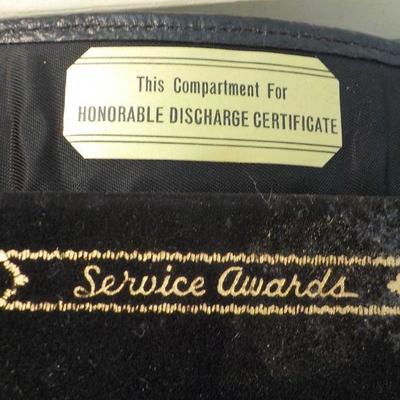 This Compartment For
HONORABLE DISCHARGE CERTIFICATE
Service Awards